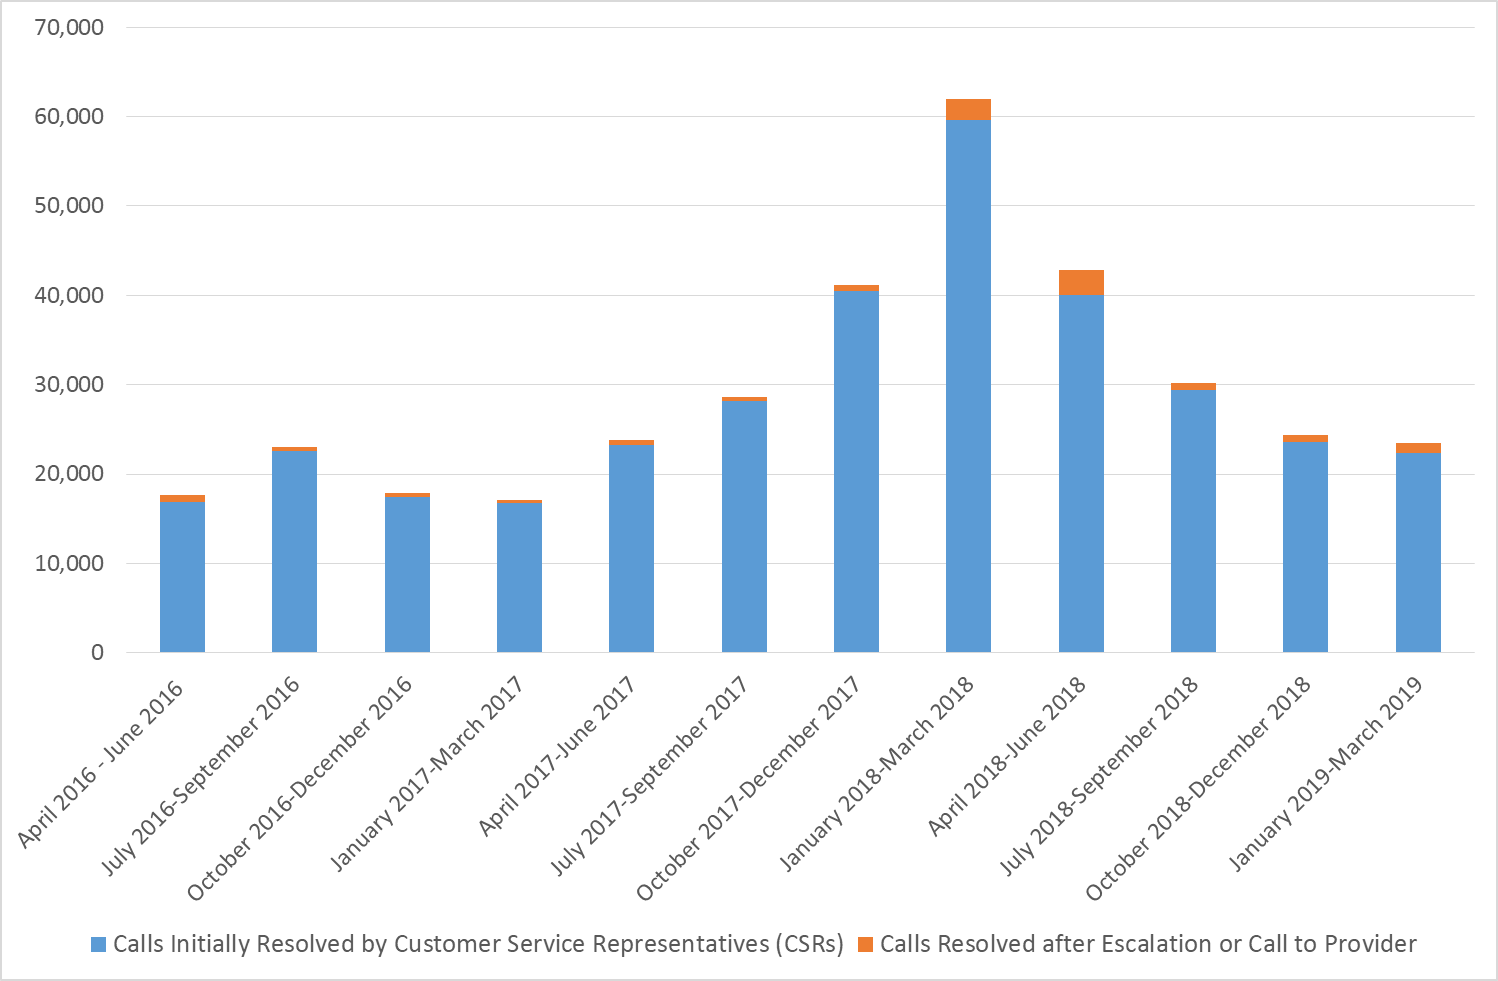 70,000
60,000
50,000
40,000
30,000
20,000
10,000
0
April 2016 - June 2016
July 2016-September 2016
October 2016-December 2016
January 2017-March 2017
April 2017-June 2017
July 2017-September 2017
October 2017-December 2017
January 2018-March 2018
April 2018-June 2018
July 2018-September 2018
October 2018-December 2018
January 2019-March 2019
Calls Initially Resolved by Customer Service Representatives (CSRs) Calls Resolved after Escalation or Call to Provider